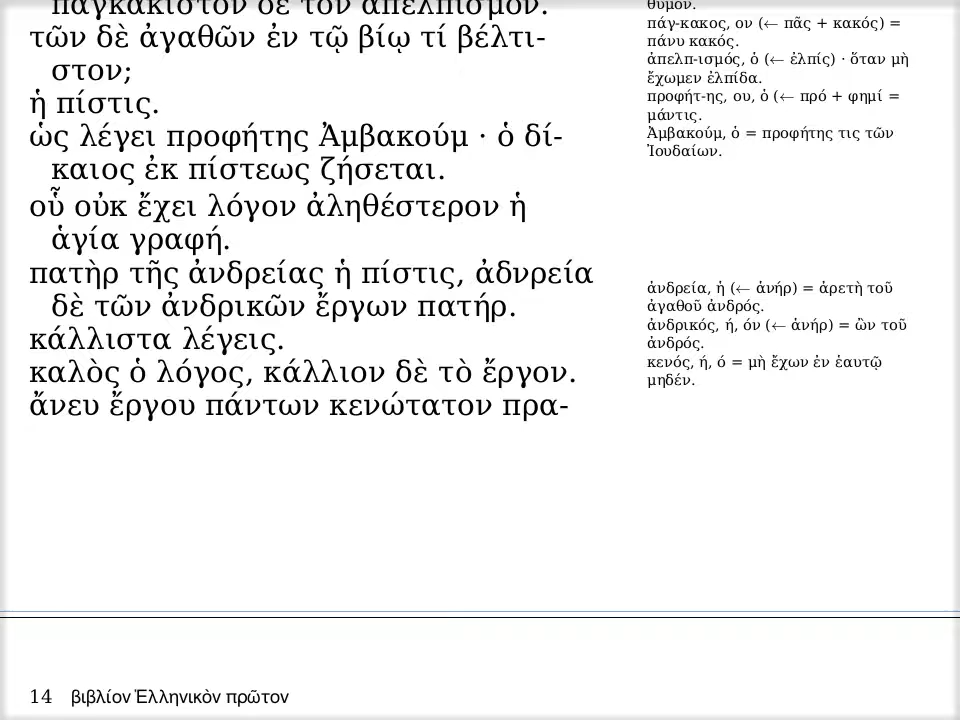 παγκάκιστον δὲ τὸν ἀπελπισμόν.
τῶν δὲ ἀγαθῶν ἐν τῷ βίῳ τί βέλτι-
στον;
ἡ πίστις.
ὡς λέγει προφήτης Ἀμβακούμ · ὁ δί-
καιος ἐκ πίστεως ζήσεται.
οὗ οὐκ ἔχει λόγον ἀληθέστερον ἡ
ἁγία γραφή.
πατὴρ τῆς ἀνδρείας ἡ πίστις, ἀδνρεία
δὲ τῶν ἀνδρικῶν ἔργων πατήρ.
κάλλιστα λέγεις.
καλὸς ὁ λόγος, κάλλιον δὲ τὸ ἔργον.
ἄνευ ἔργου πάντων κενώτατον πρα-
θυμόν.
πάγ-κακος, ον (← πᾶς + κακός) =
πάνυ κακός.
ἀπελπ-ισμός, ὁ (← ἐλπίς) · ὅταν μὴ
ἔχωμεν ἐλπίδα.
προφήτ-ης, ου, ὁ (← πρό + φημί =
μάντις.
Ἀμβακούμ, ὁ = προφήτης τις τῶν
Ἰουδαίων.
ἀνδρεία, ἡ (← ἀνήρ) = ἀρετὴ τοῦ
ἀγαθοῦ ἀνδρός.
ἀνδρικός, ή, όν (← ἀνήρ) = ὢν τοῦ
ἀνδρός.
κενός, ή, ό = μὴ ἔχων ἐν ἑαυτῷ
μηδέν.
14 βιβλίον Ἑλληνικὸν πρῶτον